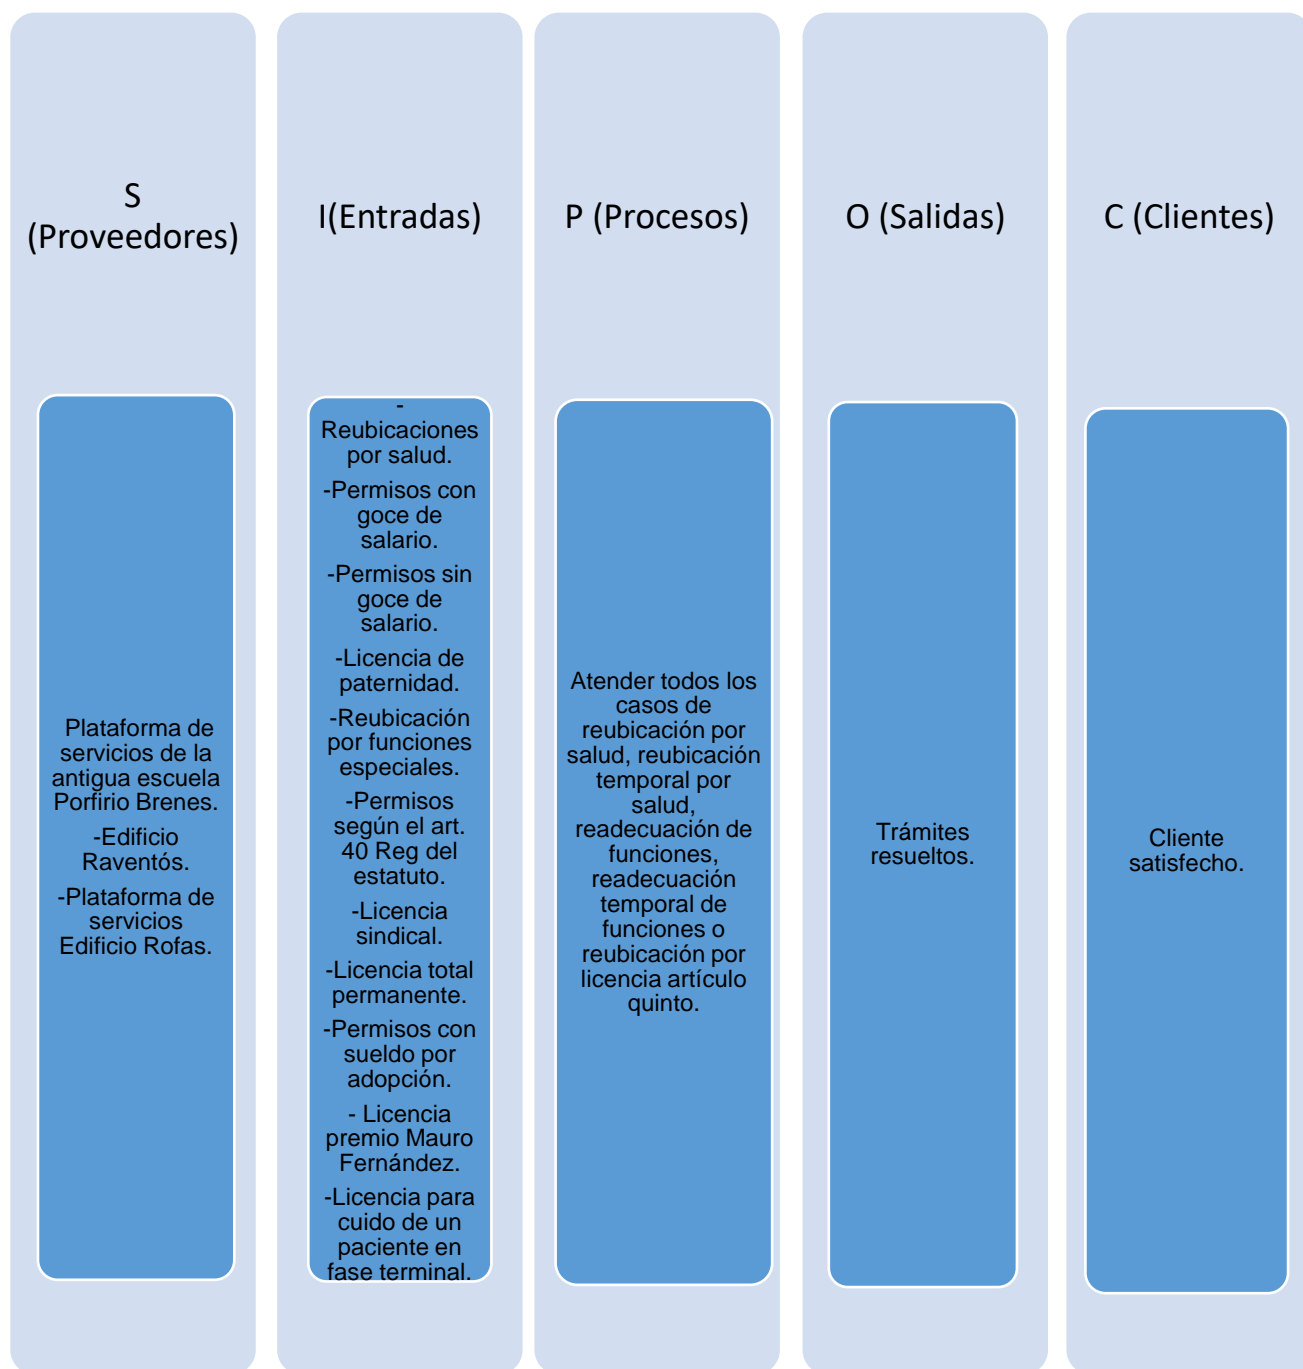 S
(Proveedores)
Plataforma de
servicios de la
antigua escuela
Porfirio Brenes.
-Edificio
Raventós.
-Plataforma de
servicios
Edificio Rofas.
I(Entradas)
-
Reubicaciones
por salud.
-Permisos con
goce de
salario.
-Permisos sin
goce de
salario.
-Licencia de
paternidad.
-Reubicación
por funciones
especiales.
-Permisos
según el art.
40 Reg del
estatuto.
-Licencia
sindical.
-Licencia total
permanente.
-Permisos con
sueldo por
adopción.
- Licencia
premio Mauro
Fernández.
-Licencia para
cuido de un
paciente en
fase terminal.
P (Procesos)
Atender todos los
casos de
reubicación por
salud, reubicación
temporal por
salud,
readecuación de
funciones,
readecuación
temporal de
funciones o
reubicación por
licencia artículo
quinto.
O (Salidas)
Trámites
resueltos.
C (Clientes)
Cliente
satisfecho.